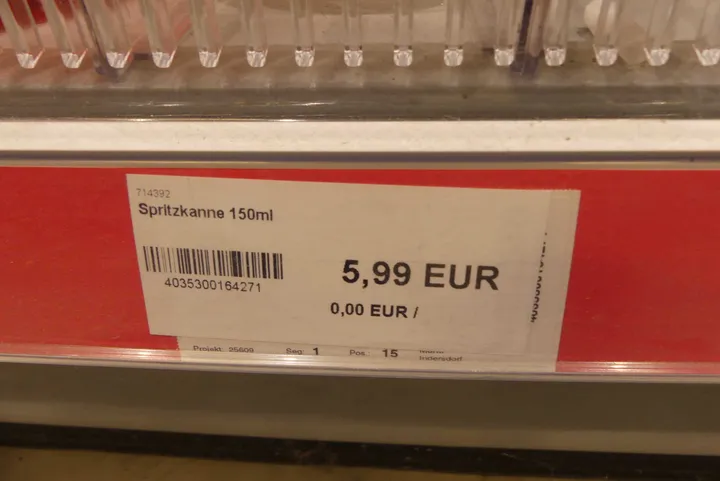 714392
Spritzkanne 150ml
4035300164271
5,99 EUR
0,00 EUR /
Projekt: 25609 Seg: 1 Pos.: 15